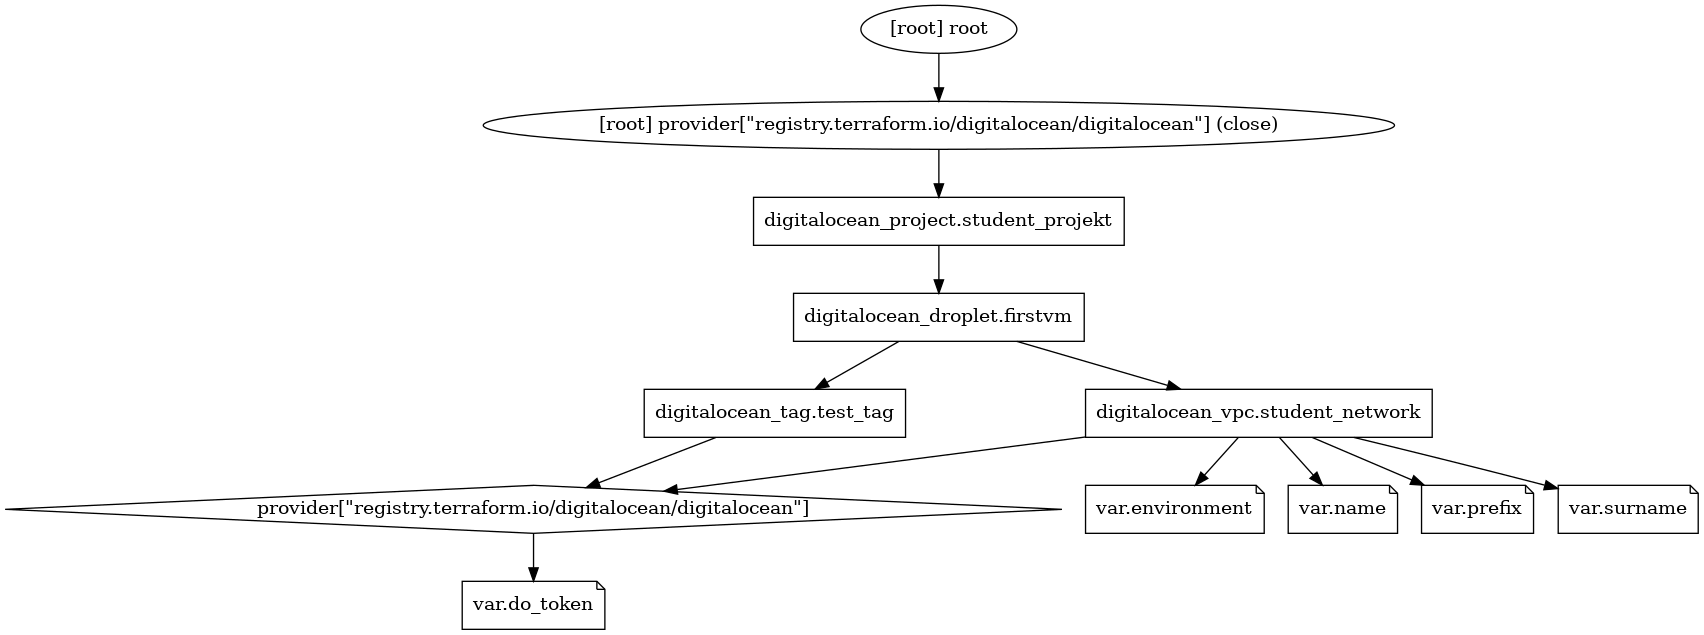 [root] root
[root] provider["registry.terraform.io/digitalocean/digitalocean"] (close)
digitalocean_project.student_projekt
digitalocean_droplet.firstvm
digitalocean_tag.test_tag
digitalocean_vpc.student_network
provider["registry.terraform.io/digitalocean/digitalocean"]
var.environment
var.name
var.prefix
var.surname
var.do_token